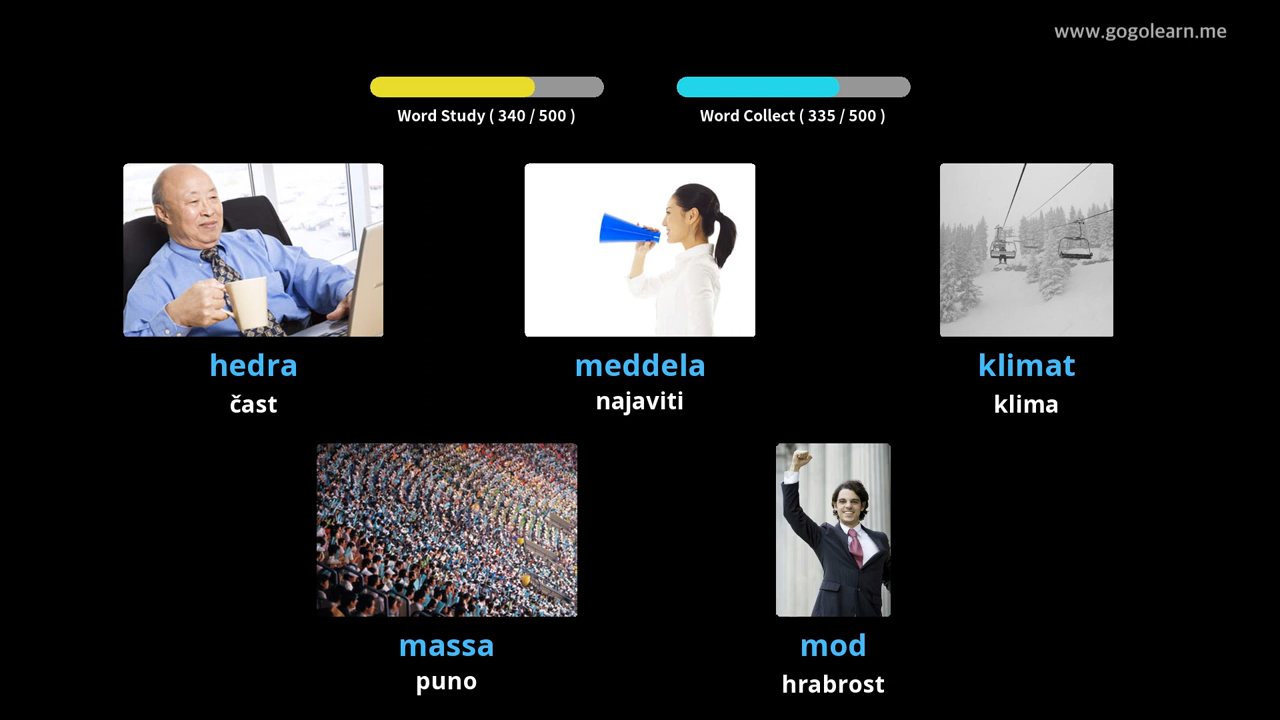 www.gogolearn.me
Word Study ( 340 / 500 )
Word Collect ( 335 / 500 )
hedra
čast
meddela
najaviti
klimat
klima
massa
puno
mod
hrabrost